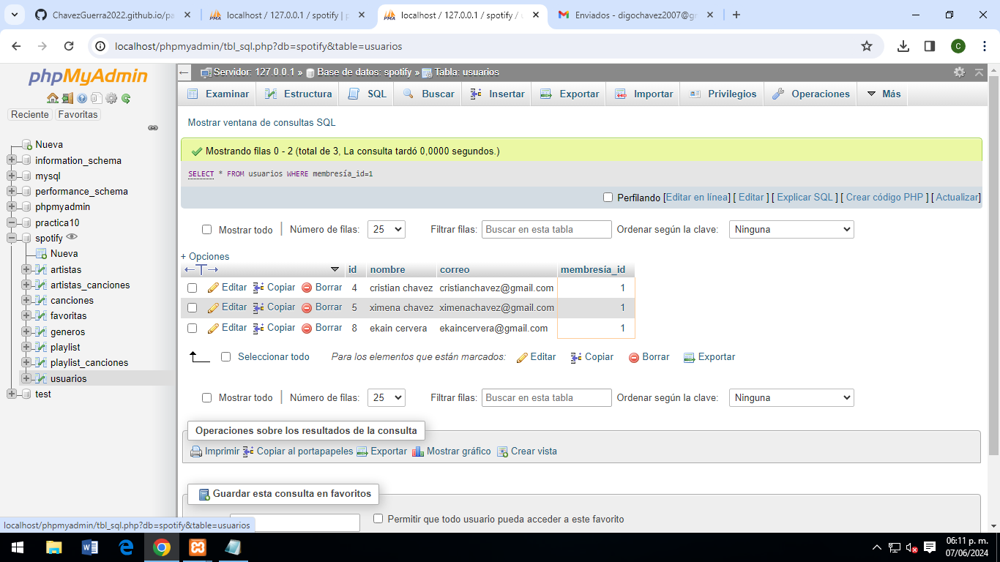 ChavezGuerra2022.github.io/pa
localhost / 127.0.0.1 / spotify | p
localhost / 127.0.0.1 / spotify / u
Enviados - digochavez2007@gm
localhost/phpmyadmin/tbl_sql.php?db=spotify&table=usuarios
C
phpMyAdmin
Reciente Favoritas
Nueva
information_schema
mysql
performance_schema
phpmyadmin
practica10
spotify
Nueva
artistas
artistas_canciones
canciones
favoritas
generos
playlist
playlist_canciones
usuarios
test
localhost/phpmyadmin/tbl_sql.php?db=spotify&table=usuarios
Servidor: 127.0.0.1 » Base de datos: spotify » Tabla: usuarios
Examinar Estructura SQL Buscar Insertar Exportar Importar Privilegios Operaciones Más
Mostrar ventana de consultas SQL
Mostrando filas 0 - 2 (total de 3, La consulta tardó 0,0000 segundos.)
SELECT * FROM usuarios WHERE membresía_id=1
Perfilando [Editar en línea] [ Editar ] [ Explicar SQL ] [ Crear código PHP ] [ Actualizar]
Mostrar todo Número de filas: 25 Filtrar filas: Buscar en esta tabla Ordenar según la clave: Ninguna
+ Opciones
id nombre correo membresía_id
Editar Copiar Borrar 4 cristian chavez cristianchavez@gmail.com 1
Editar Copiar Borrar 5 ximena chavez ximenachavez@gmail.com 1
Editar Copiar Borrar 8 ekain cervera ekaincervera@gmail.com 1
Seleccionar todo Para los elementos que están marcados: Editar Copiar Borrar Exportar
Mostrar todo Número de filas: 25 Filtrar filas: Buscar en esta tabla Ordenar según la clave: Ninguna
Operaciones sobre los resultados de la consulta
Imprimir Copiar al portapapeles Exportar Mostrar gráfico Crear vista
Guardar esta consulta en favoritos
Permitir que todo usuario pueda acceder a este favorito
06:11 p. m.
07/06/2024